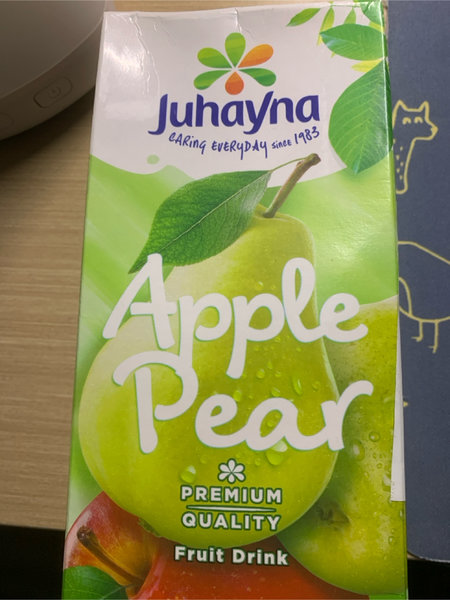 Juhayna
CARING EVERYDAY since 1983
Apple
Pear
PREMIUM
QUALITY
Fruit Drink